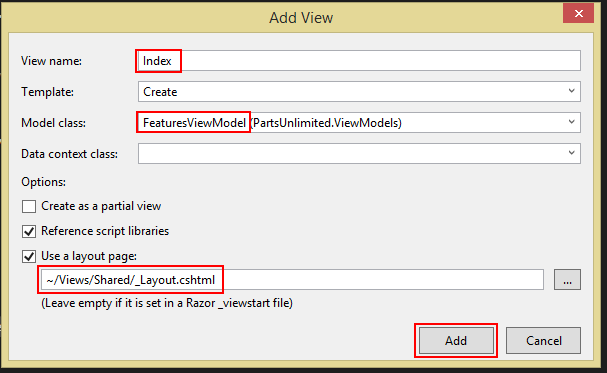 Add View
View name: Index
Template: Create
Model class: FeaturesViewModel (PartsUnlimited.ViewModels)
Data context class:
Options:
Create as a partial view
Reference script libraries
Use a layout page:
~/Views/Shared/_Layout.cshtml ...
(Leave empty if it is set in a Razor _viewstart file)
Add Cancel